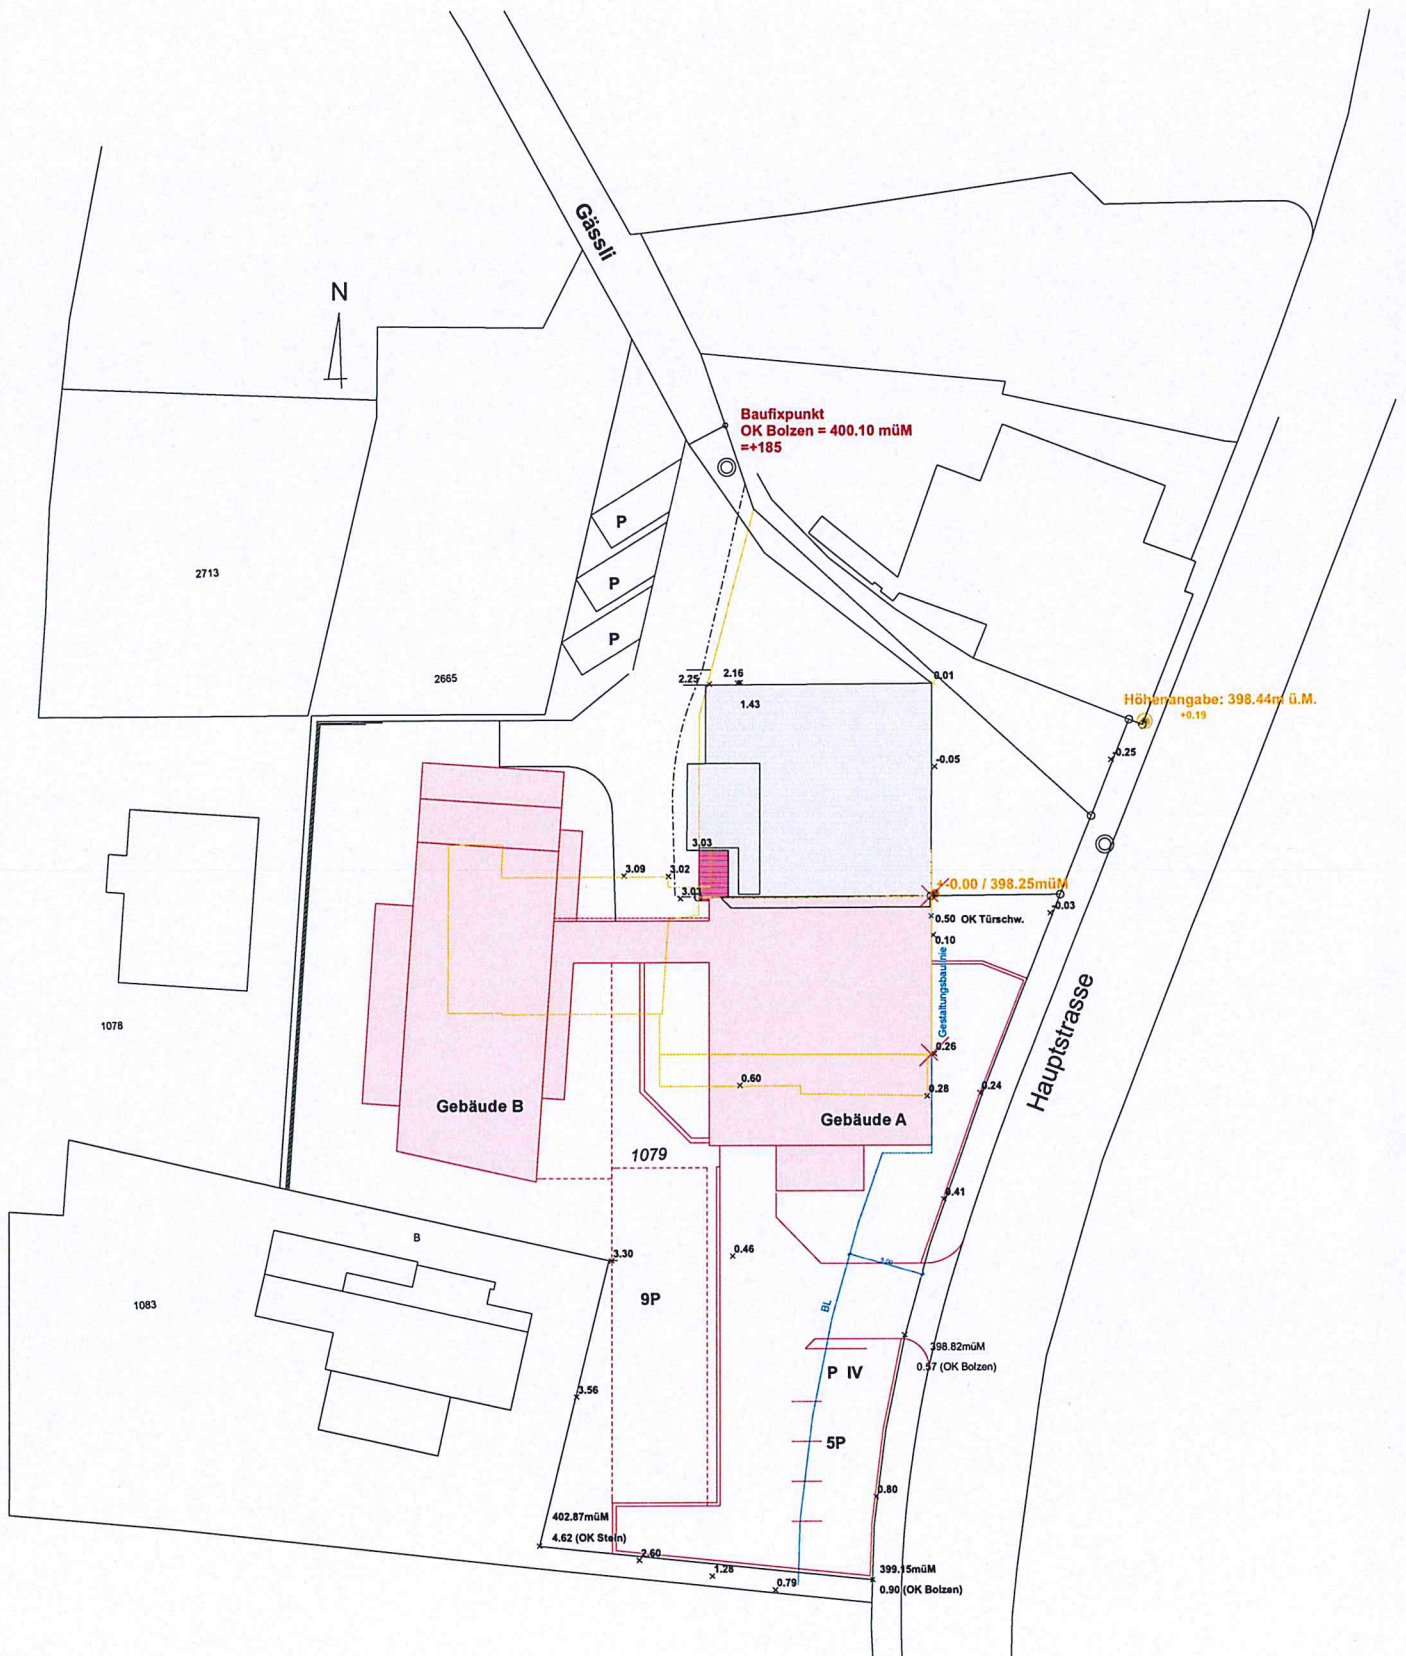 Gässli
N
Baufixpunkt
OK Bolzen = 400.10 müM
=+185
P
P
P
2713
2665
2.25
2.16
1.43
0.01
Höhenangabe: 398.44m ü.M.
+0.19
-0.25
-0.05
3.03
3.09
3.02
3.03
+-0.00 / 398.25müM
-0.03
0.50 OK Türschw.
0.10
Gestaltungsbaulinie
Hauptstrasse
1078
0.26
0.60
0.28
0.24
Gebäude B
Gebäude A
1079
0.41
B
3.30
0.46
1083
9P
BL
398.82müM
0.57 (OK Bolzen)
P IV
3.56
5P
0.80
402.87müM
4.62 (OK Stein)
2.60
1.28
0.79
399.15müM
0.90 (OK Bolzen)